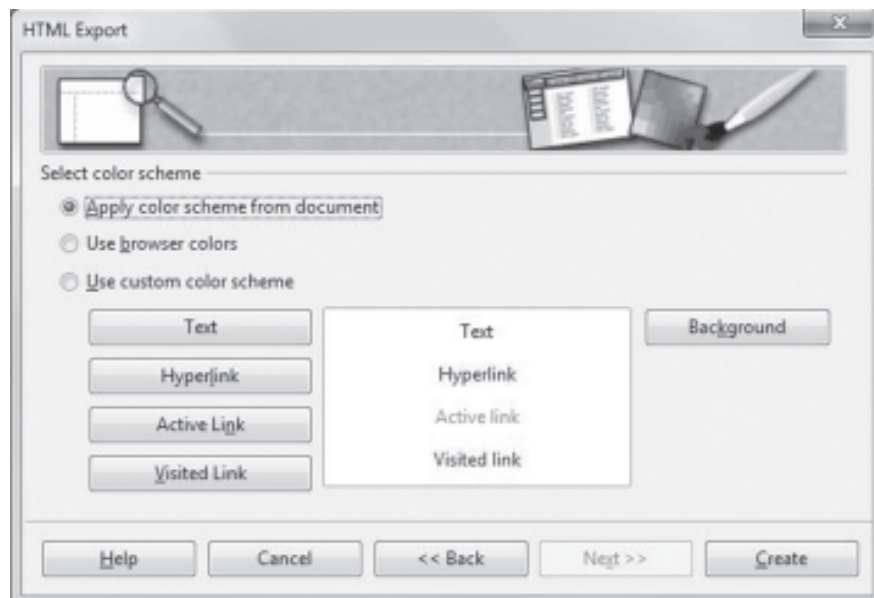 HTML Export
Select color scheme
Apply color scheme from document
Use browser colors
Use custom color scheme
Text Text Background
Hyperlink Hyperlink
Active Link Active link
Visited Link Visited link
Help Cancel << Back Next >> Create